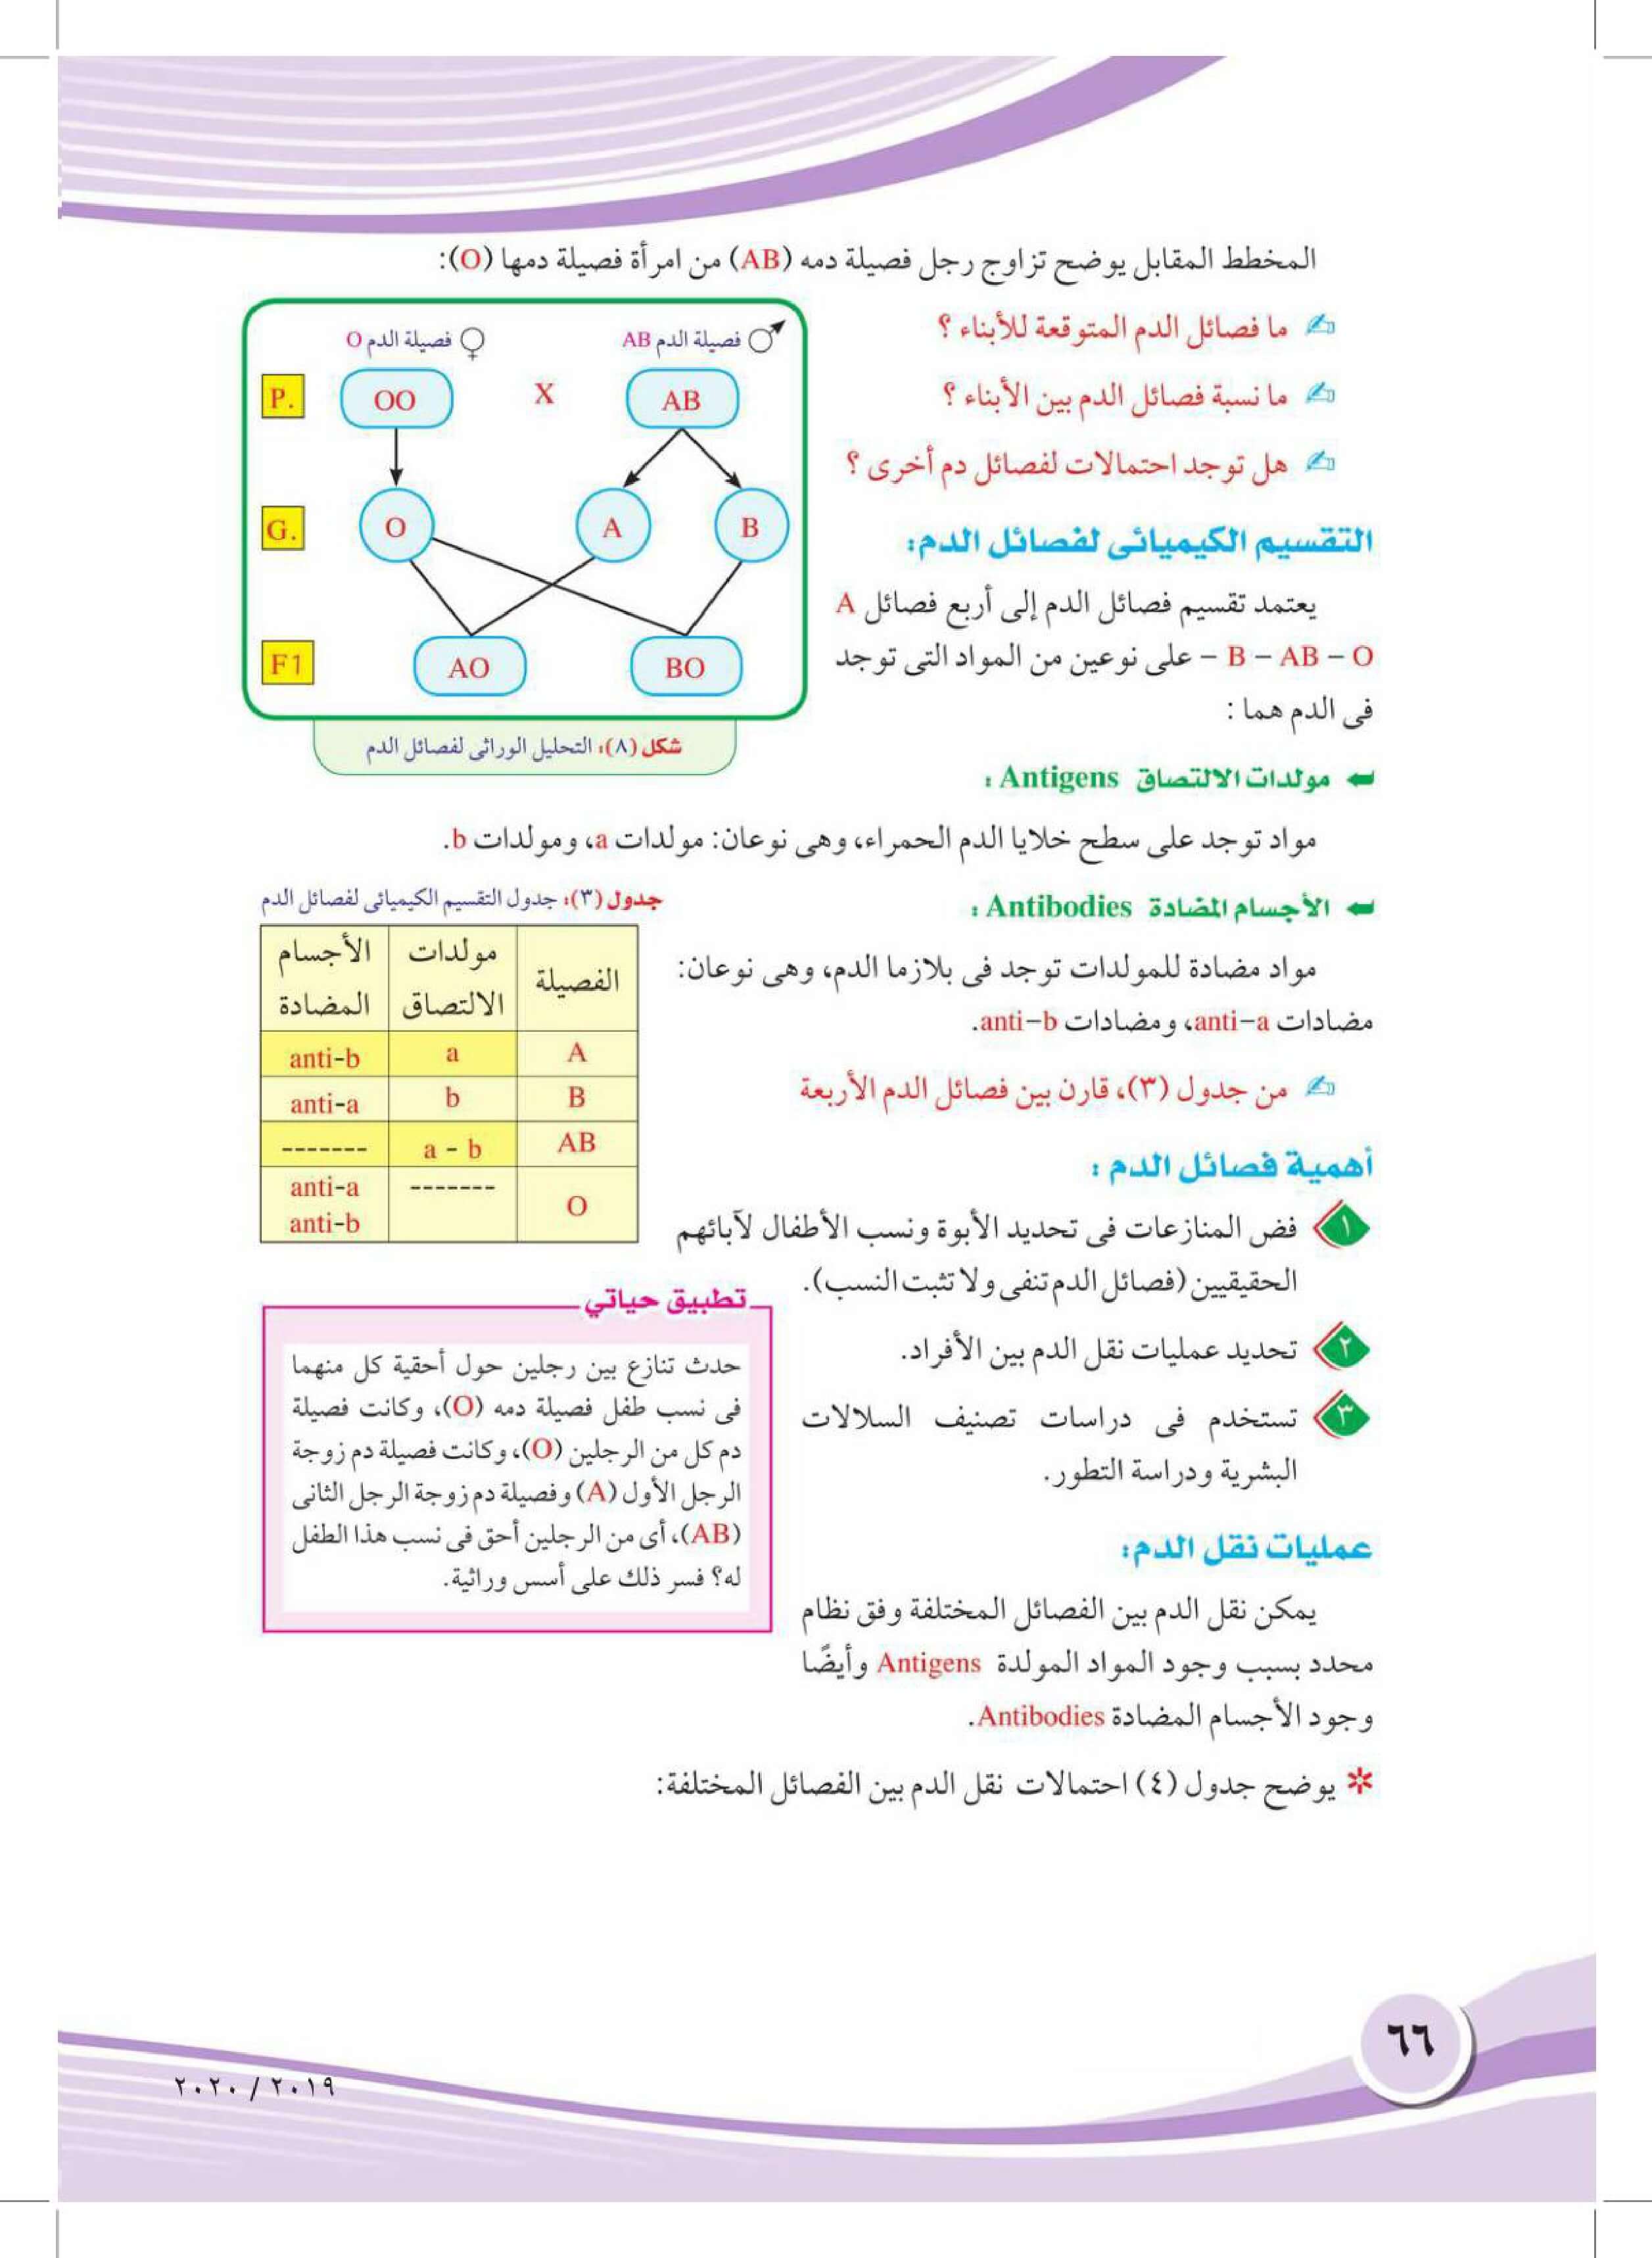 المخطط المقابل يوضح تزاوج رجل فصيلة دمه (AB) من امرأة فصيلة دمها (O):
ما فصائل الدم المتوقعة للأبناء ؟
ما نسبة فصائل الدم بين الأبناء ؟
هل توجد احتمالات لفصائل دم أخرى ؟
فصيلة الدم AB
فصيلة الدم O
P.
OO
X
AB
G.
O
A
B
F1
AO
BO
شكل (٨): التحليل الوراثى لفصائل الدم
التقسيم الكيميائى لفصائل الدم:
يعتمد تقسيم فصائل الدم إلى أربع فصائل A
B – AB – O – على نوعين من المواد التى توجد
فى الدم هما :
مولدات الالتصاق Antigens :
مواد توجد على سطح خلايا الدم الحمراء، وهى نوعان: مولدات a، ومولدات b.
الأجسام المضادة Antibodies :
مواد مضادة للمولدات توجد فى بلازما الدم، وهى نوعان:
مضادات anti–a، ومضادات anti–b.
من جدول (٣)، قارن بين فصائل الدم الأربعة
جدول (٣): جدول التقسيم الكيميائى لفصائل الدم
الفصيلة مولدات الالتصاق الأجسام المضادة
A a anti-b
B b anti-a
AB a - b -------
O ------- anti-a
anti-b
أهمية فصائل الدم :
١ فض المنازعات فى تحديد الأبوة ونسب الأطفال لآبائهم
الحقيقيين (فصائل الدم تنفى ولا تثبت النسب).
٢ تحديد عمليات نقل الدم بين الأفراد.
٣ تستخدم فى دراسات تصنيف السلالات
البشرية ودراسة التطور.
تطبيق حياتي
حدث تنازع بين رجلين حول أحقية كل منهما
فى نسب طفل فصيلة دمه (O)، وكانت فصيلة
دم كل من الرجلين (O)، وكانت فصيلة دم زوجة
الرجل الأول (A) وفصيلة دم زوجة الرجل الثانى
(AB)، أى من الرجلين أحق فى نسب هذا الطفل
له؟ فسر ذلك على أسس وراثية.
عمليات نقل الدم:
يمكن نقل الدم بين الفصائل المختلفة وفق نظام
محدد بسبب وجود المواد المولدة Antigens وأيضًا
وجود الأجسام المضادة Antibodies.
* يوضح جدول (٤) احتمالات نقل الدم بين الفصائل المختلفة:
٦٦
٢٠١٩ / ٢٠٢٠